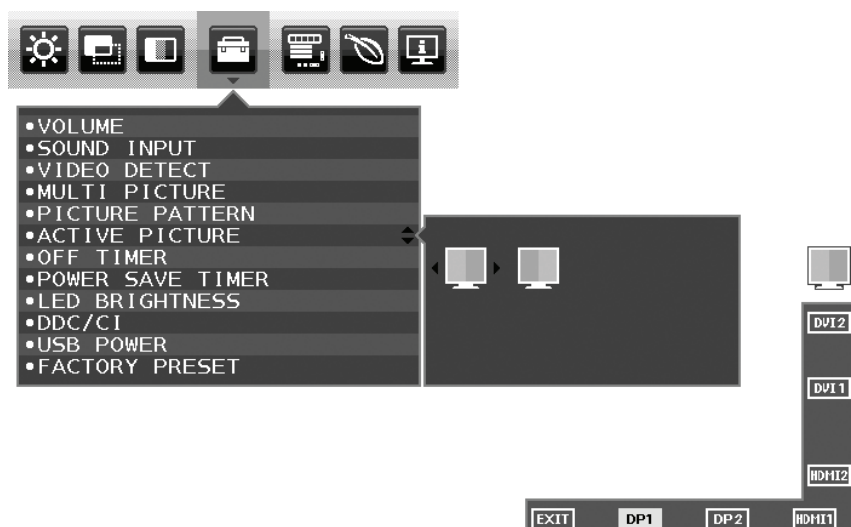 •VOLUME
•SOUND INPUT
•VIDEO DETECT
•MULTI PICTURE
•PICTURE PATTERN
•ACTIVE PICTURE
•OFF TIMER
•POWER SAVE TIMER
•LED BRIGHTNESS
•DDC/CI
•USB POWER
•FACTORY PRESET
DVI2
DVI1
HDMI2
EXIT DP1 DP2 HDMI1